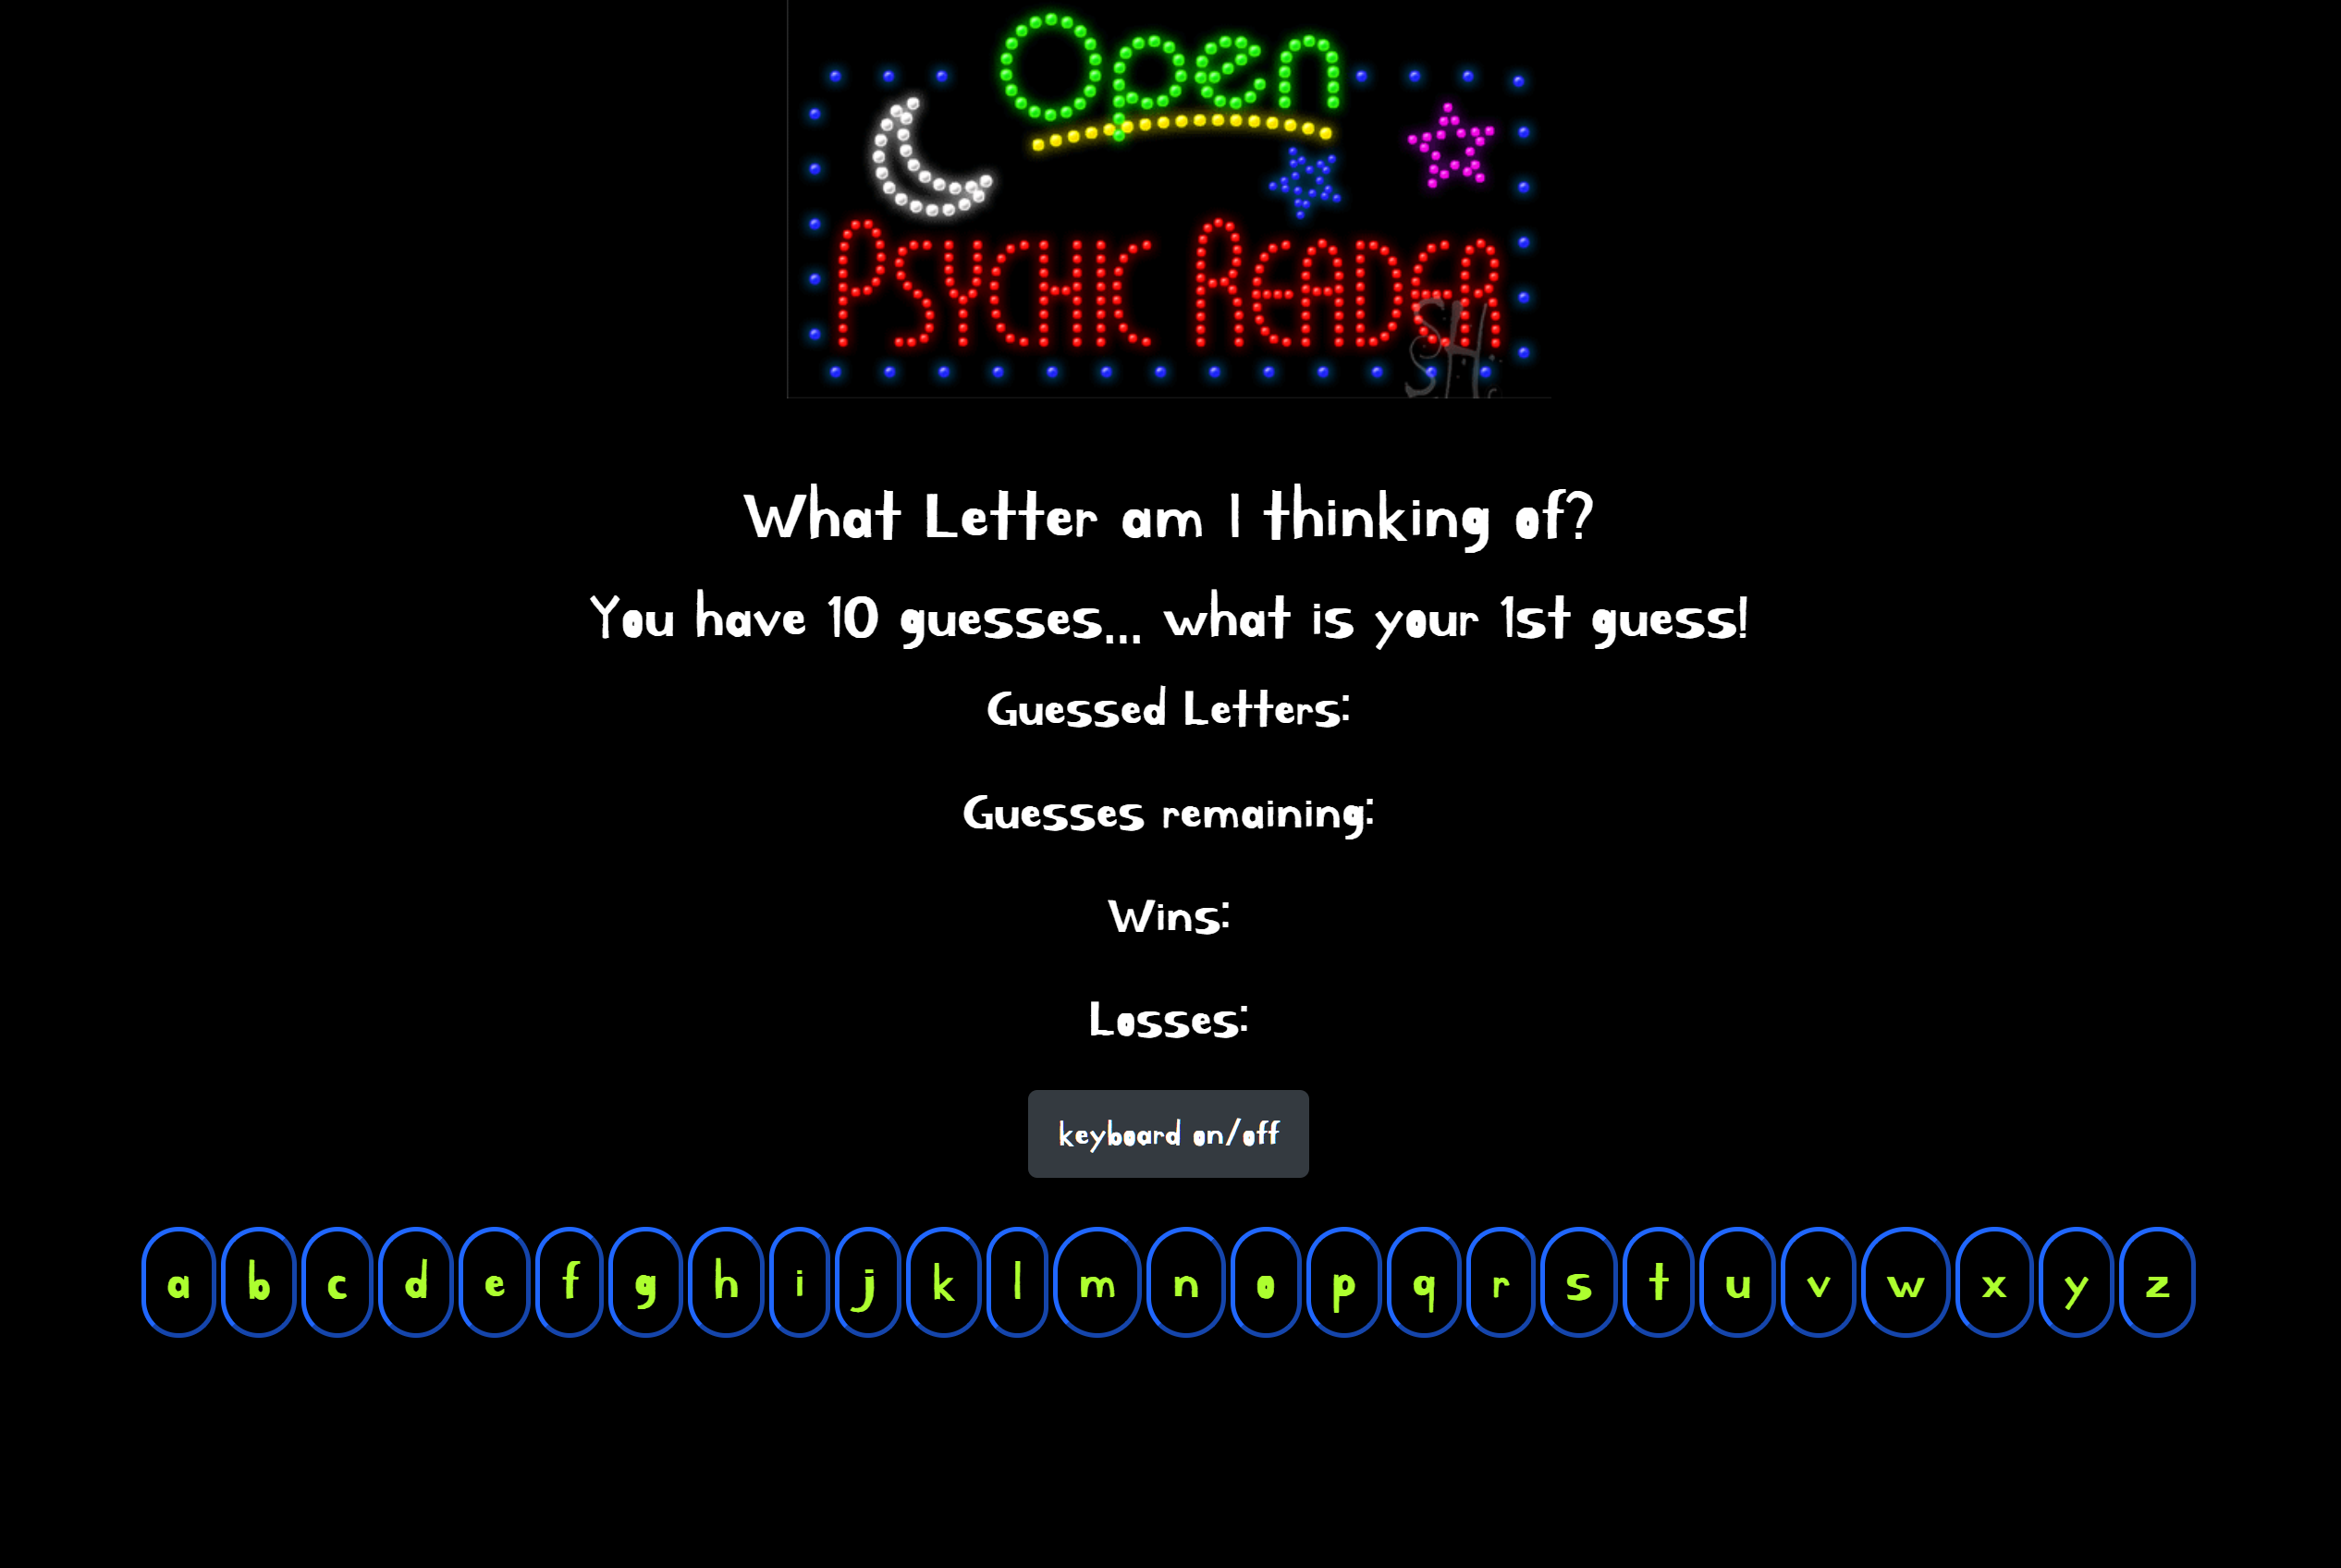 Open
PSYCHIC READER
SH
What Letter am I thinking of?
You have 10 guesses... what is your 1st guess!
Guessed Letters:
Guesses remaining:
Wins:
Losses:
keyboard on/off
a b c d e f g h i j k l m n o p q r s t u v w x y z